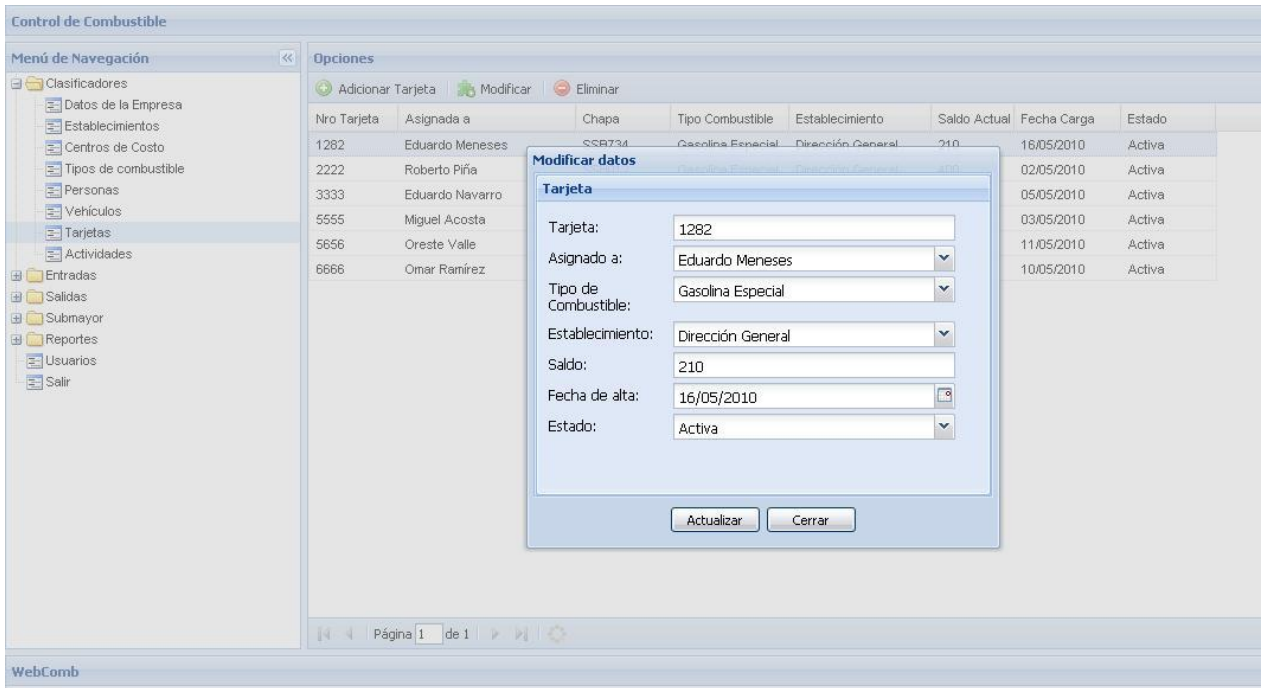 Control de Combustible
Menú de Navegación
Clasificadores
Datos de la Empresa
Establecimientos
Centros de Costo
Tipos de combustible
Personas
Vehículos
Tarjetas
Actividades
Entradas
Salidas
Submayor
Reportes
Usuarios
Salir
Opciones
Adicionar Tarjeta Modificar Eliminar
Nro Tarjeta Asignada a Chapa Tipo Combustible Establecimiento Saldo Actual Fecha Carga Estado
1282 Eduardo Meneses SSB734 Gasolina Especial Dirección General 210 16/05/2010 Activa
2222 Roberto Piña 02/05/2010 Activa
3333 Eduardo Navarro 05/05/2010 Activa
5555 Miguel Acosta 03/05/2010 Activa
5656 Oreste Valle 11/05/2010 Activa
6666 Omar Ramírez 10/05/2010 Activa
Modificar datos
Tarjeta
Tarjeta: 1282
Asignado a: Eduardo Meneses
Tipo de
Combustible: Gasolina Especial
Establecimiento: Dirección General
Saldo: 210
Fecha de alta: 16/05/2010
Estado: Activa
Actualizar Cerrar
Página 1 de 1
WebComb